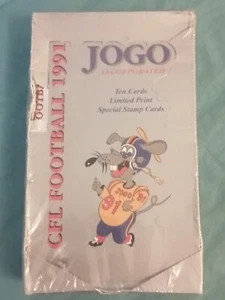 JOGO
INCORPORATED
Ten Cards
Limited Print
Special Stamp Cards
CFL FOOTBALL 1991
91